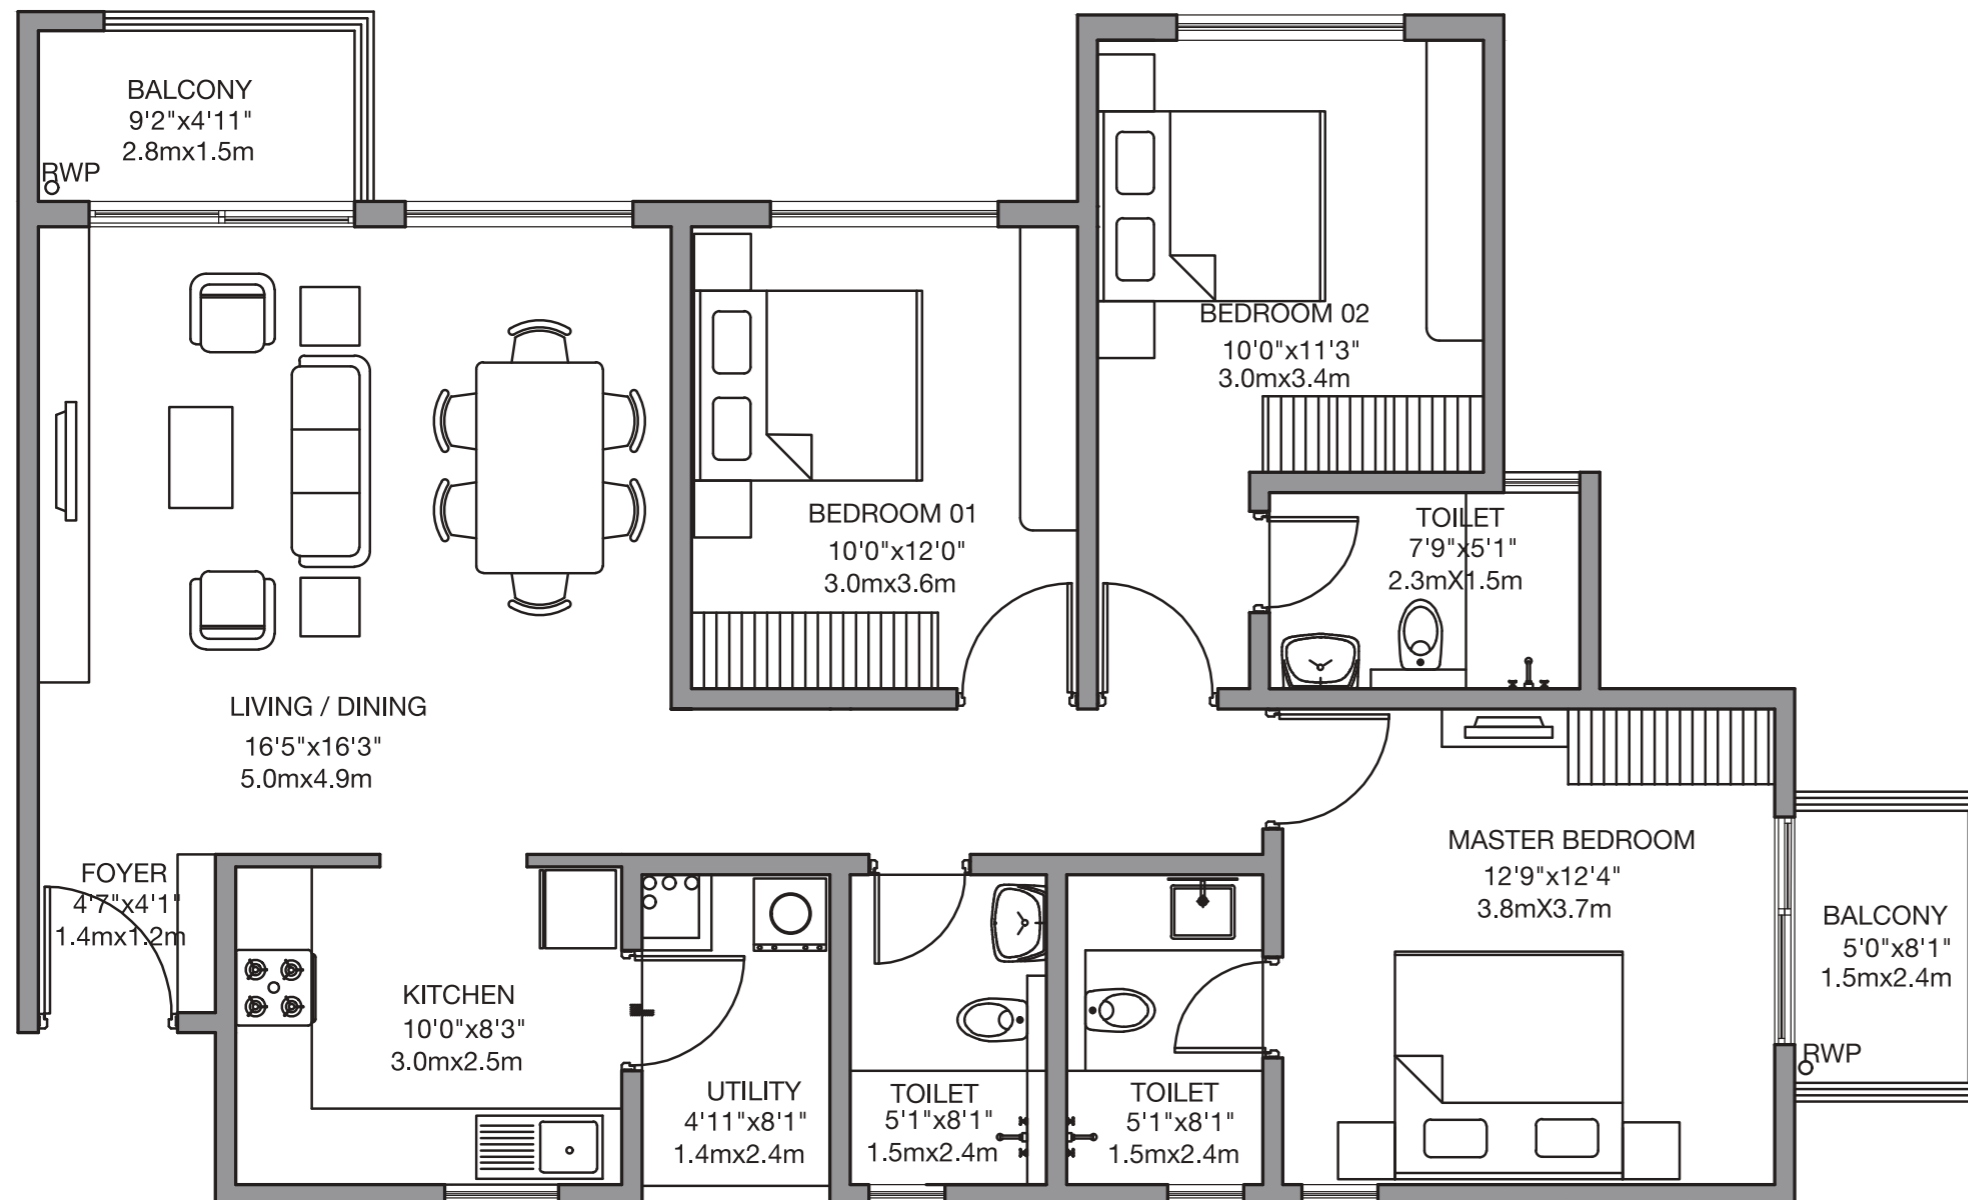 BALCONY
9'2"x4'11"
2.8mx1.5m
RWP
BEDROOM 02
10'0"x11'3"
3.0mx3.4m
BEDROOM 01
10'0"x12'0"
3.0mx3.6m
TOILET
7'9"x5'1"
2.3mX1.5m
LIVING / DINING
16'5"x16'3"
5.0mx4.9m
FOYER
4'7"x4'1"
1.4mx1.2m
MASTER BEDROOM
12'9"x12'4"
3.8mX3.7m
BALCONY
5'0"x8'1"
1.5mx2.4m
RWP
KITCHEN
10'0"x8'3"
3.0mx2.5m
UTILITY
4'11"x8'1"
1.4mx2.4m
TOILET
5'1"x8'1"
1.5mx2.4m
TOILET
5'1"x8'1"
1.5mx2.4m